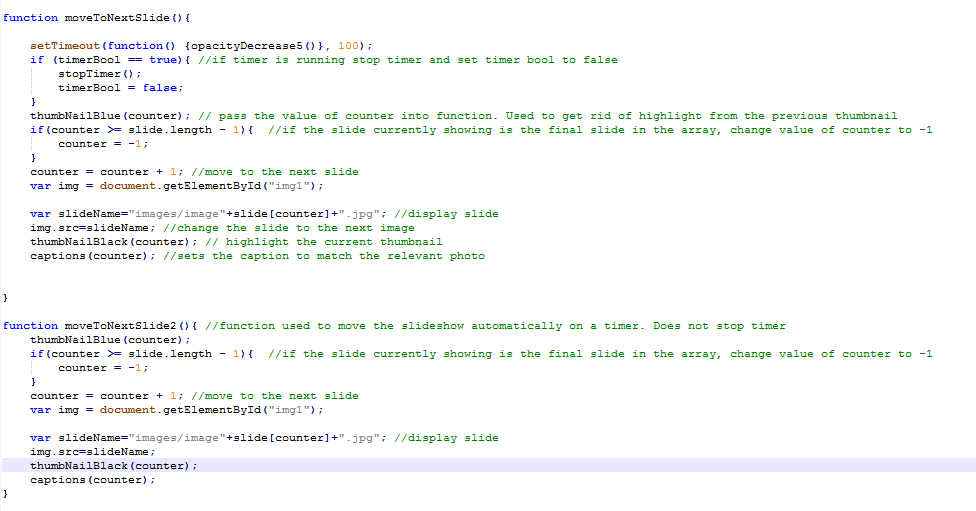 function moveToNextSlide(){
setTimeout(function() {opacityDecrease5()}, 100);
if (timerBool == true){ //if timer is running stop timer and set timer bool to false
stopTimer();
timerBool = false;
}
thumbNailBlue(counter); // pass the value of counter into function. Used to get rid of highlight from the previous thumbnail
if(counter >= slide.length - 1){  //if the slide currently showing is the final slide in the array, change value of counter to -1
counter = -1;
}
counter = counter + 1; //move to the next slide
var img = document.getElementById("img1");
var slideName="images/image"+slide[counter]+".jpg"; //display slide
img.src=slideName; //change the slide to the next image
thumbNailBlack(counter); // highlight the current thumbnail
captions(counter); //sets the caption to match the relevant photo
}
function moveToNextSlide2(){ //function used to move the slideshow automatically on a timer. Does not stop timer
thumbNailBlue(counter);
if(counter >= slide.length - 1){  //if the slide currently showing is the final slide in the array, change value of counter to -1
counter = -1;
}
counter = counter + 1; //move to the next slide
var img = document.getElementById("img1");
var slideName="images/image"+slide[counter]+".jpg"; //display slide
img.src=slideName;
thumbNailBlack(counter);
captions(counter);
}